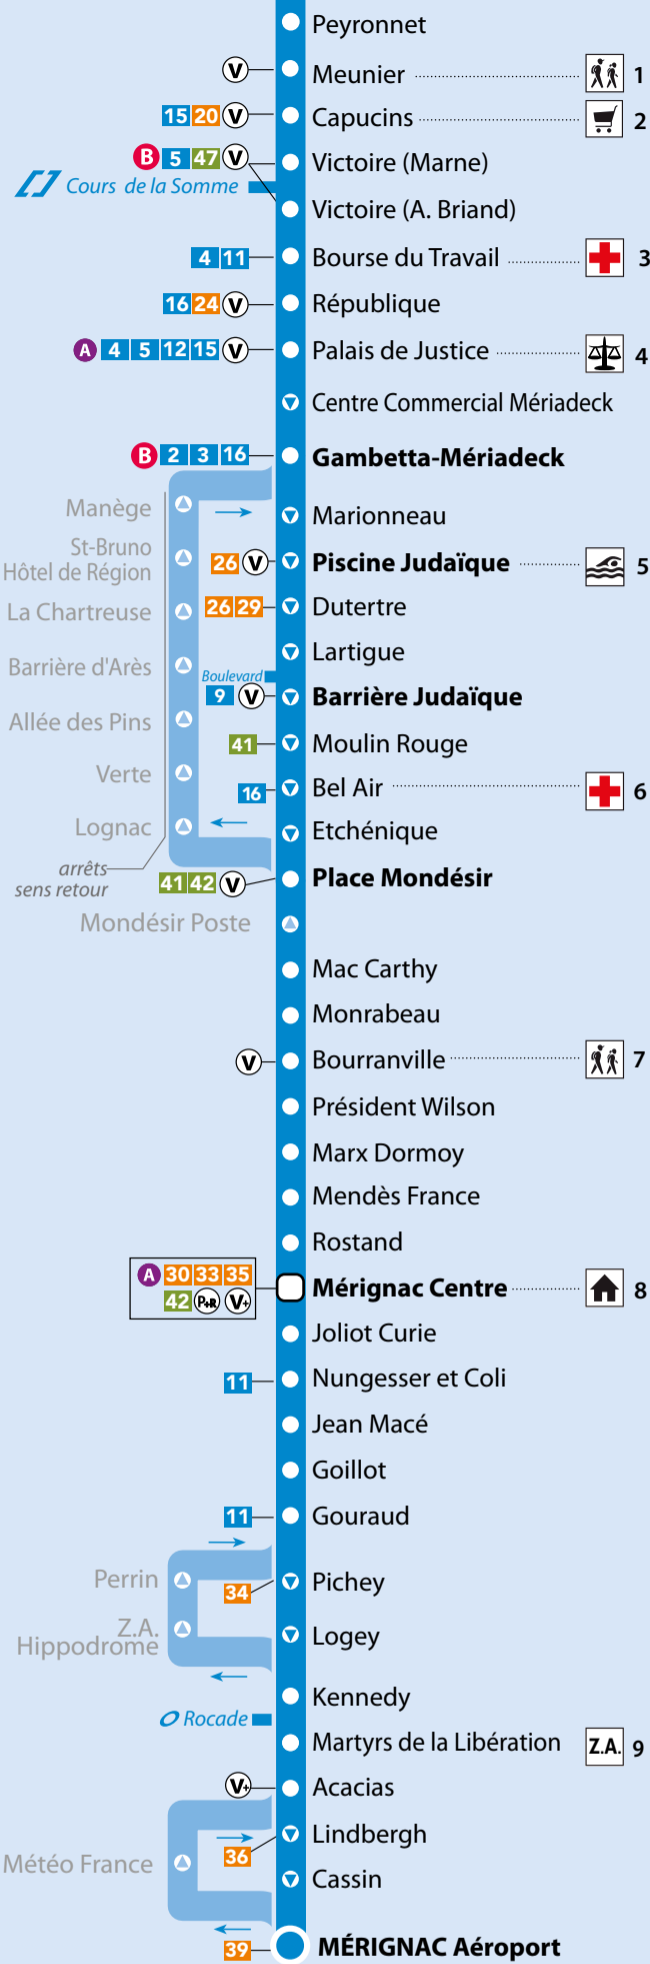 Peyronnet
V Meunier 1
15 20 V Capucins 2
B 5 47 V Victoire (Marne)
Cours de la Somme
Victoire (A. Briand)
4 11 Bourse du Travail 3
16 24 V République
A 4 5 12 15 V Palais de Justice 4
Centre Commercial Mériadeck
B 2 3 16 Gambetta-Mériadeck
Manège
Marionneau
St-Bruno
Hôtel de Région
26 V Piscine Judaïque 5
La Chartreuse
26 29 Dutertre
Lartigue
Barrière d'Arès
Boulevard
9 V Barrière Judaïque
Allée des Pins
41 Moulin Rouge
Verte
16 Bel Air 6
Lognac
Etchénique
arrêts
sens retour
41 42 V Place Mondésir
Mondésir Poste
Mac Carthy
Monrabeau
V Bourranville 7
Président Wilson
Marx Dormoy
Mendès France
Rostand
A 30 33 35
42 P+R V+
Mérignac Centre 8
Joliot Curie
11 Nungesser et Coli
Jean Macé
Goillot
11 Gouraud
Perrin
34 Pichey
Z.A.
Hippodrome
Logey
Kennedy
Rocade
Martyrs de la Libération Z.A. 9
V+ Acacias
Lindbergh
36
Météo France
Cassin
39 MÉRIGNAC Aéroport